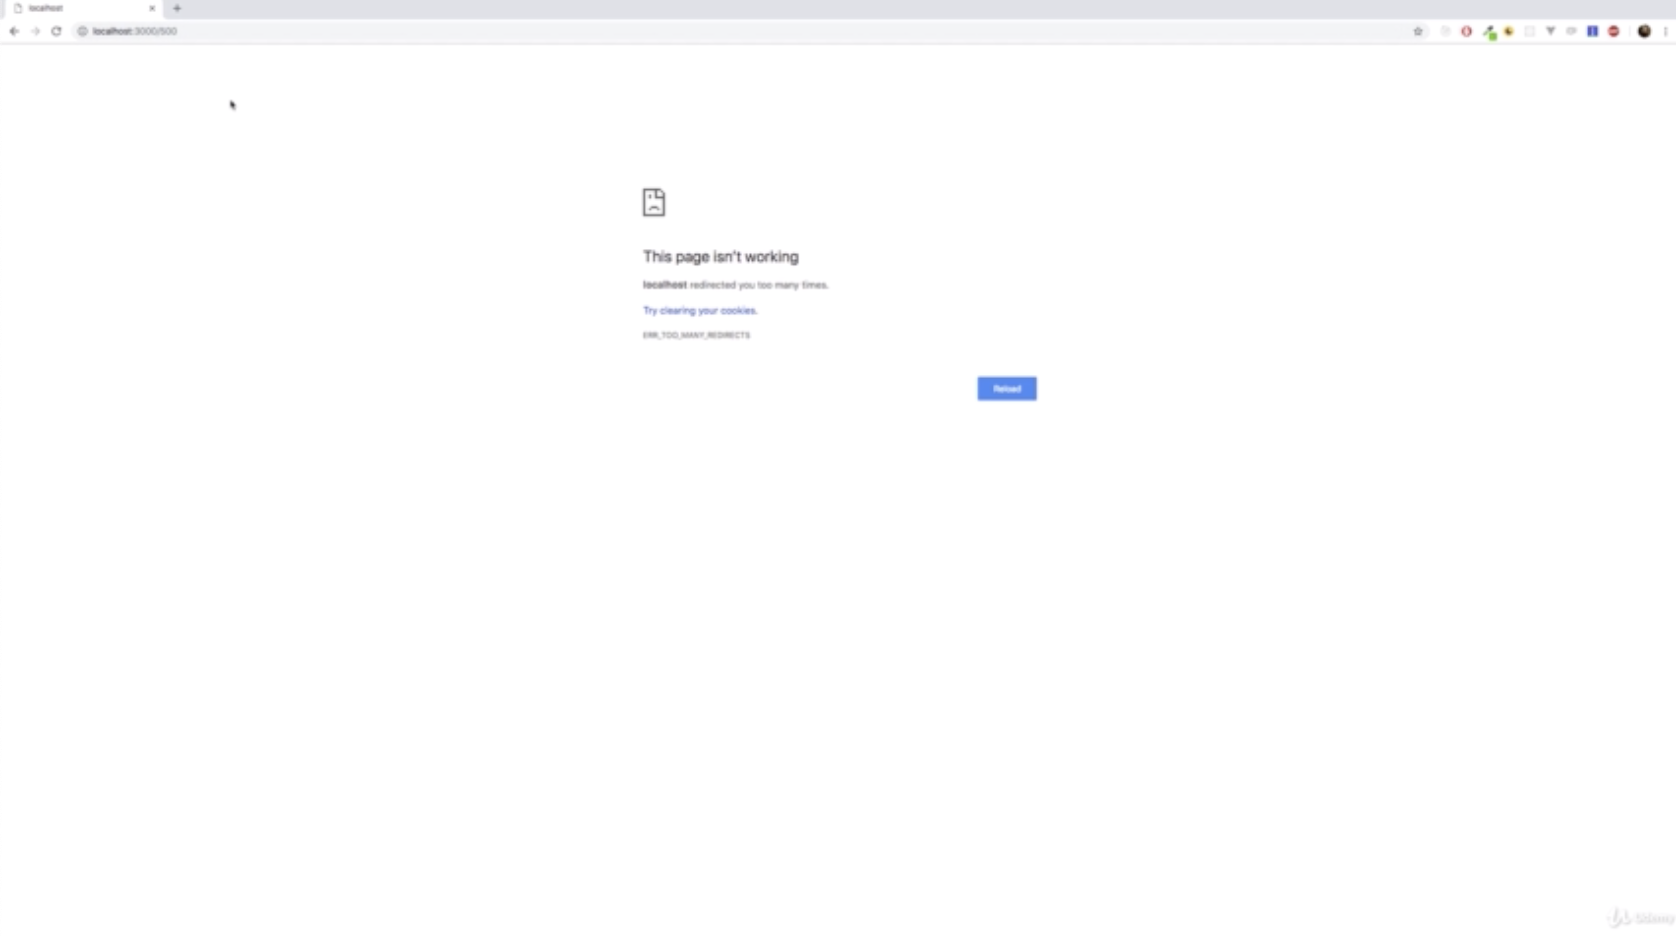 localhost
localhost:3000/500
This page isn't working
localhost redirected you too many times.
Try clearing your cookies.
ERR_TOO_MANY_REDIRECTS
Reload
Udemy